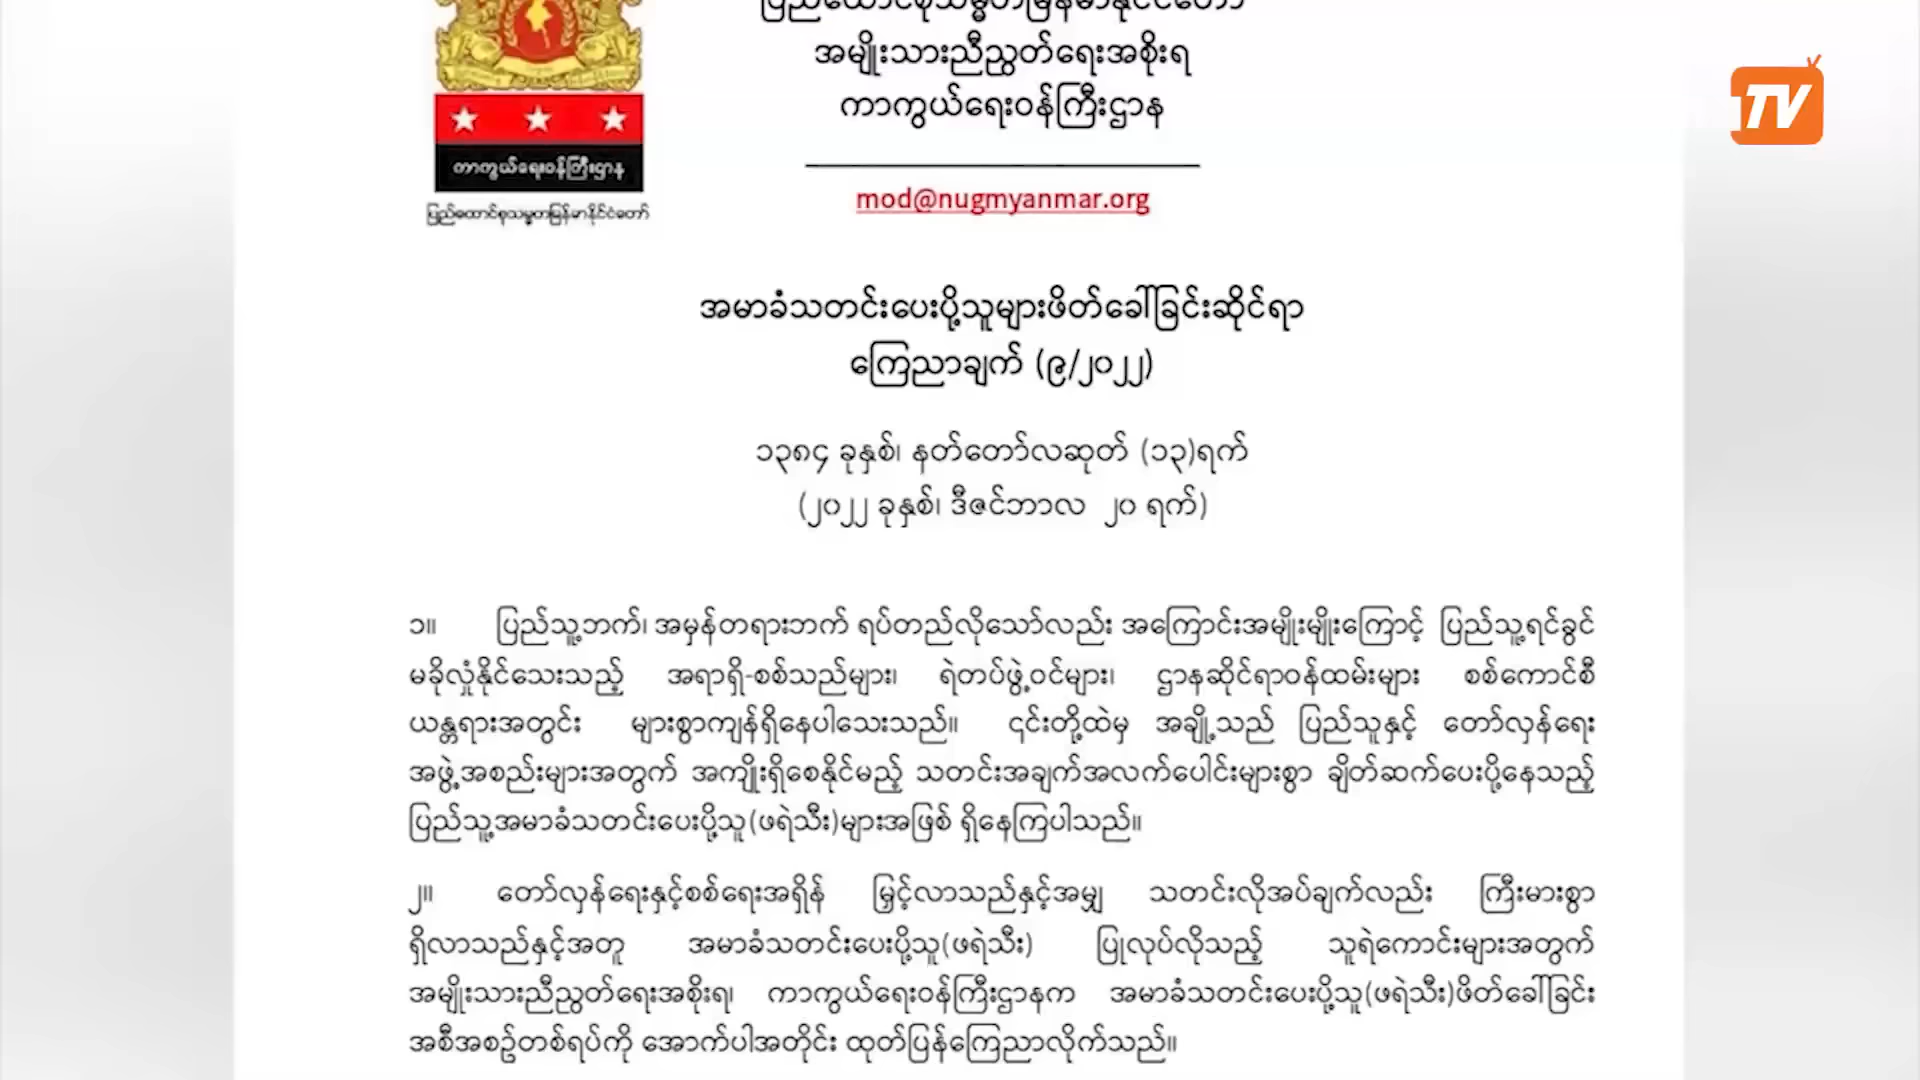 ပြည်ထောင်စုသမ္မတမြန်မာနိုင်ငံတော်
အမျိုးသားညီညွတ်ရေးအစိုးရ
ကာကွယ်ရေးဝန်ကြီးဌာန
ကာကွယ်ရေးဝန်ကြီးဌာန
ပြည်ထောင်စုသမ္မတမြန်မာနိုင်ငံတော်
mod@nugmyanmar.org
TV
အမာခံသတင်းပေးပို့သူများဖိတ်ခေါ်ခြင်းဆိုင်ရာ
ကြေညာချက် (၉/၂၀၂၂)
၁၃၈၄ ခုနှစ်၊ နတ်တော်လဆုတ် (၁၃)ရက်
(၂၀၂၂ ခုနှစ်၊ ဒီဇင်ဘာလ ၂၀ ရက်)
၁။ ပြည်သူ့ဘက်၊ အမှန်တရားဘက် ရပ်တည်လိုသော်လည်း အကြောင်းအမျိုးမျိုးကြောင့် ပြည်သူ့ရင်ခွင်
မခိုလှုံနိုင်သေးသည့် အရာရှိ-စစ်သည်များ၊ ရဲတပ်ဖွဲ့ဝင်များ၊ ဌာနဆိုင်ရာဝန်ထမ်းများ စစ်ကောင်စီ
ယန္တရားအတွင်း များစွာကျန်ရှိနေပါသေးသည်။ ၎င်းတို့ထဲမှ အချို့သည် ပြည်သူနှင့် တော်လှန်ရေး
အဖွဲ့အစည်းများအတွက် အကျိုးရှိစေနိုင်မည့် သတင်းအချက်အလက်ပေါင်းများစွာ ချိတ်ဆက်ပေးပို့နေသည့်
ပြည်သူ့အမာခံသတင်းပေးပို့သူ(ဖရဲသီး)များအဖြစ် ရှိနေကြပါသည်။
၂။ တော်လှန်ရေးနှင့်စစ်ရေးအရှိန် မြှင့်လာသည်နှင့်အမျှ သတင်းလိုအပ်ချက်လည်း ကြီးမားစွာ
ရှိလာသည်နှင့်အတူ အမာခံသတင်းပေးပို့သူ(ဖရဲသီး) ပြုလုပ်လိုသည့် သူရဲကောင်းများအတွက်
အမျိုးသားညီညွတ်ရေးအစိုးရ၊ ကာကွယ်ရေးဝန်ကြီးဌာနက အမာခံသတင်းပေးပို့သူ(ဖရဲသီး)ဖိတ်ခေါ်ခြင်း
အစီအစဉ်တစ်ရပ်ကို အောက်ပါအတိုင်း ထုတ်ပြန်ကြေညာလိုက်သည်။